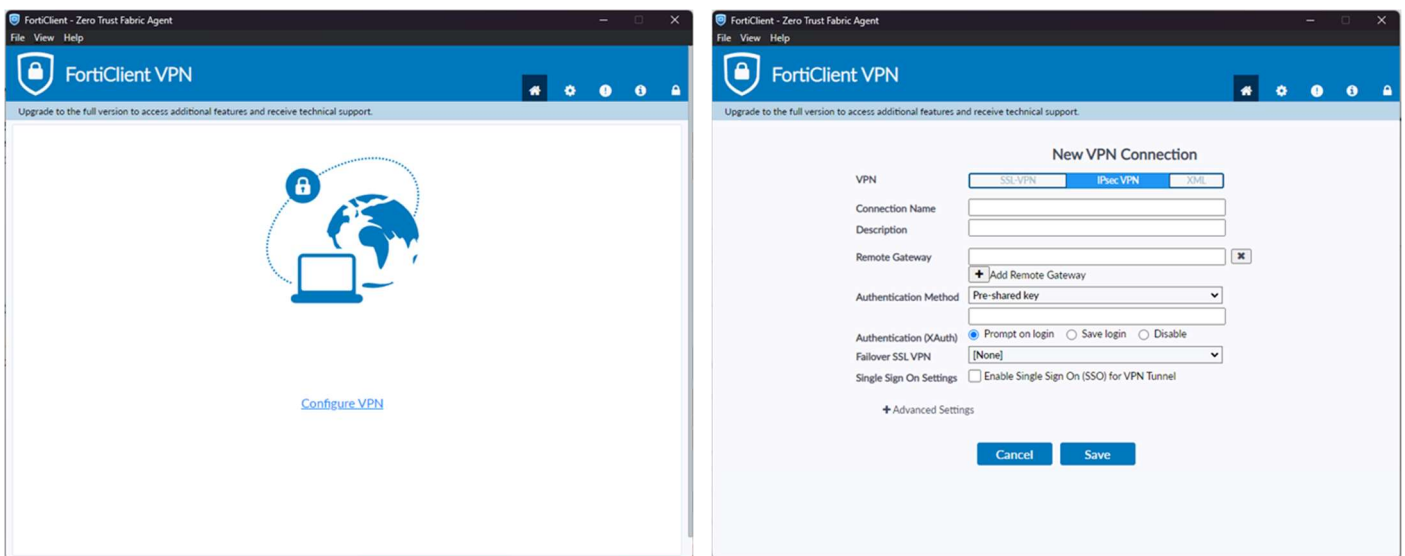 FortiClient - Zero Trust Fabric Agent
File View Help
FortiClient VPN
Upgrade to the full version to access additional features and receive technical support.
Configure VPN
FortiClient - Zero Trust Fabric Agent
File View Help
FortiClient VPN
Upgrade to the full version to access additional features and receive technical support.
New VPN Connection
VPN SSL-VPN IPsec VPN XML
Connection Name
Description
Remote Gateway
Add Remote Gateway
Authentication Method Pre-shared key
Authentication (XAuth) Prompt on login Save login Disable
Failover SSL VPN [None]
Single Sign On Settings Enable Single Sign On (SSO) for VPN Tunnel
+ Advanced Settings
Cancel Save